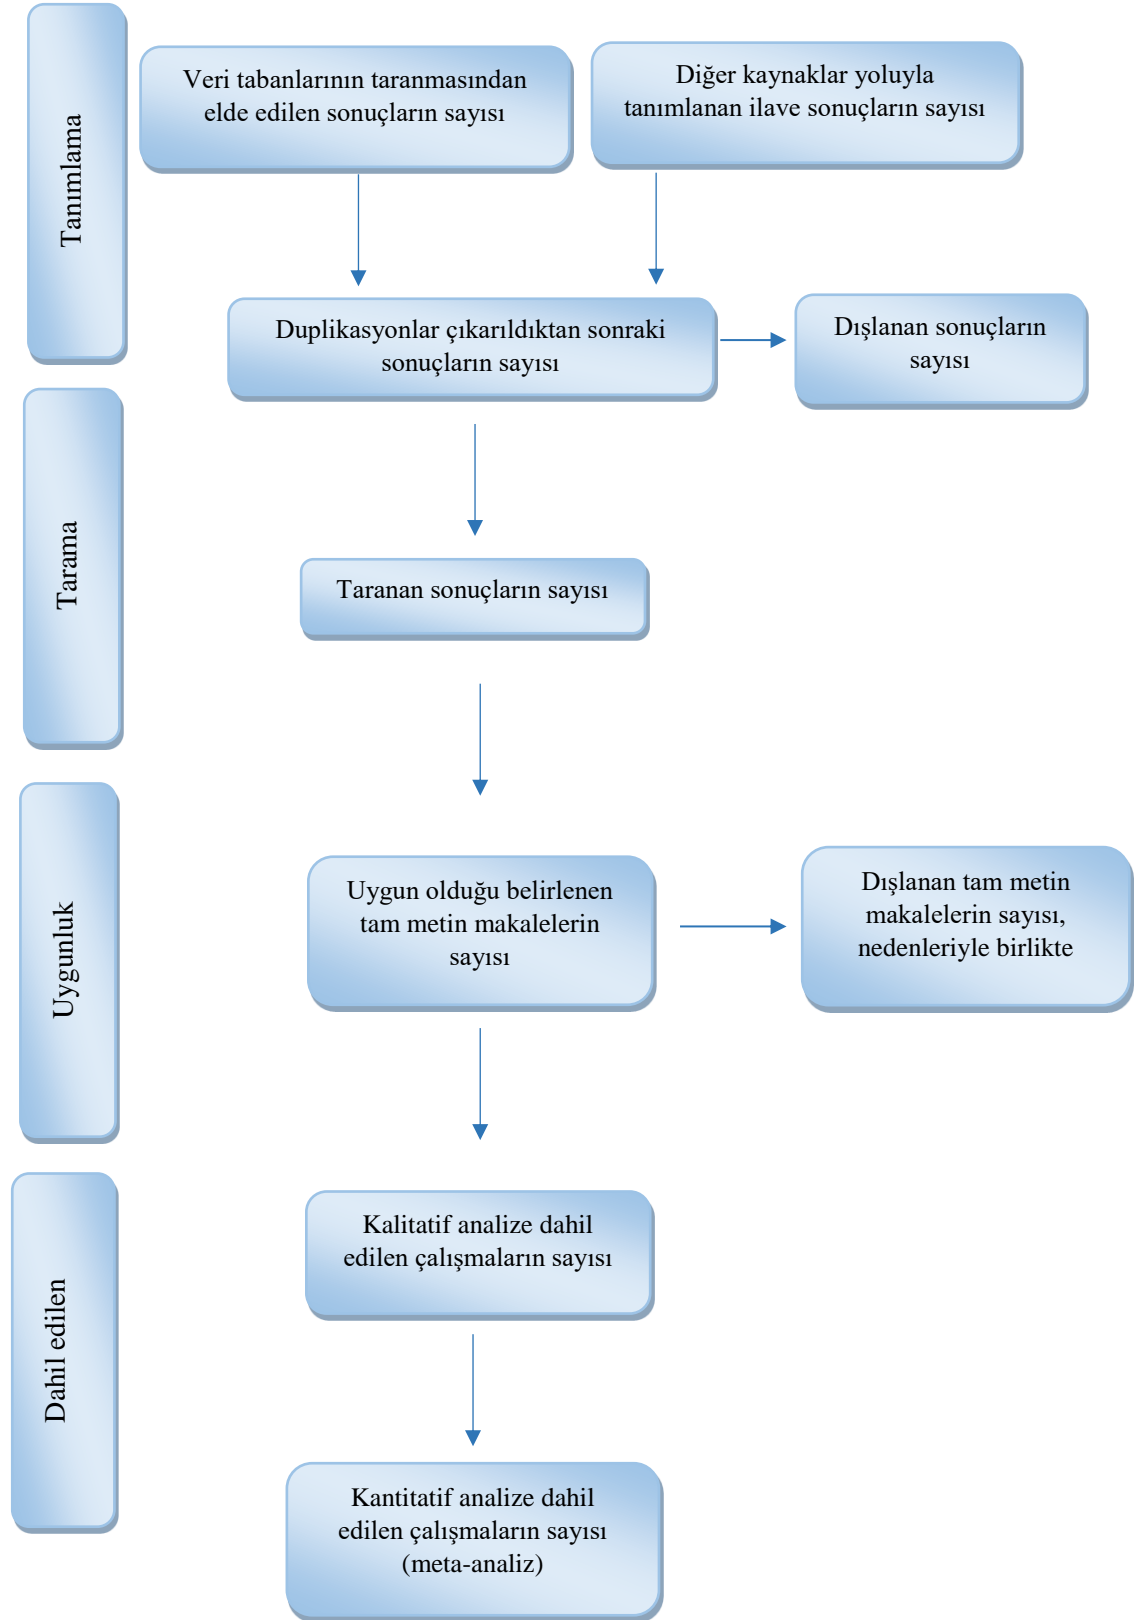 Tanımlama
Veri tabanlarının taranmasından
elde edilen sonuçların sayısı
Diğer kaynaklar yoluyla
tanımlanan ilave sonuçların sayısı
Duplikasyonlar çıkarıldıktan sonraki
sonuçların sayısı
Dışlanan sonuçların
sayısı
Tarama
Taranan sonuçların sayısı
Uygunluk
Uygun olduğu belirlenen
tam metin makalelerin
sayısı
Dışlanan tam metin
makalelerin sayısı,
nedenleriyle birlikte
Dahil edilen
Kalitatif analize dahil
edilen çalışmaların sayısı
Kantitatif analize dahil
edilen çalışmaların sayısı
(meta-analiz)